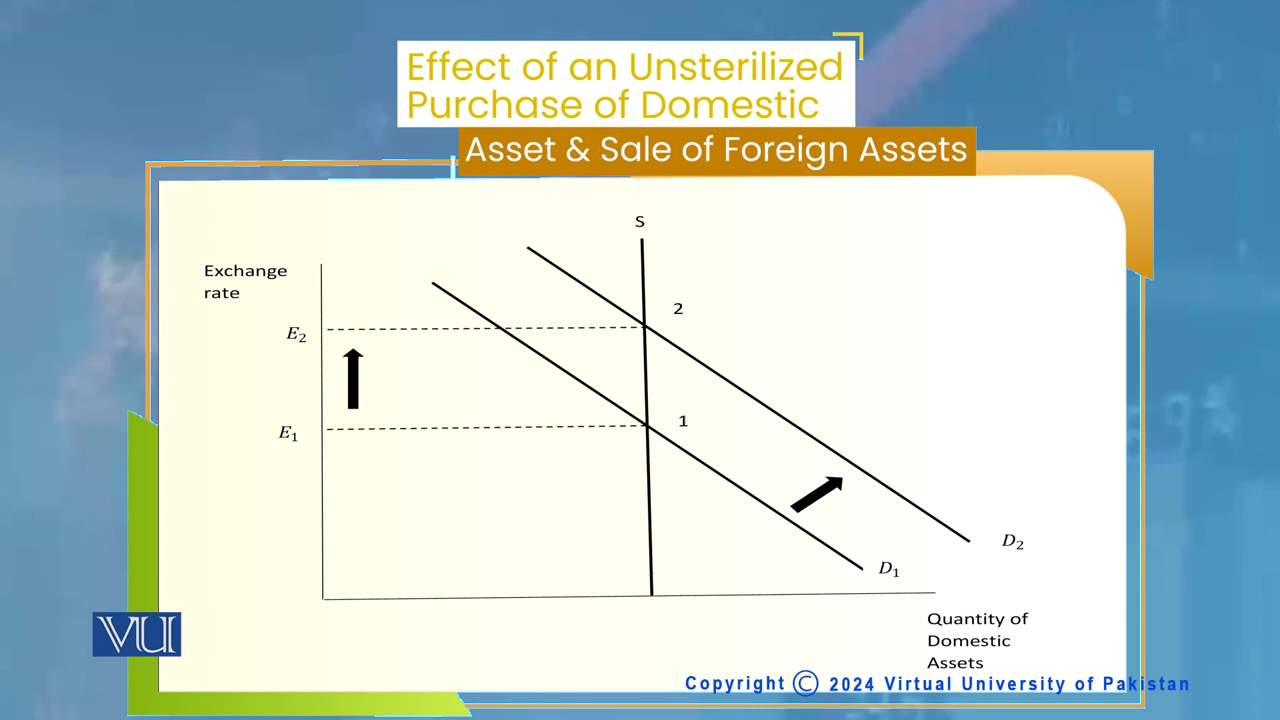 Effect of an Unsterilized
Purchase of Domestic
Asset & Sale of Foreign Assets
S
Exchange
rate
2
E₂
1
E₁
D₂
D₁
Quantity of
Domestic
Assets
VU
Copyright © 2024 Virtual University of Pakistan